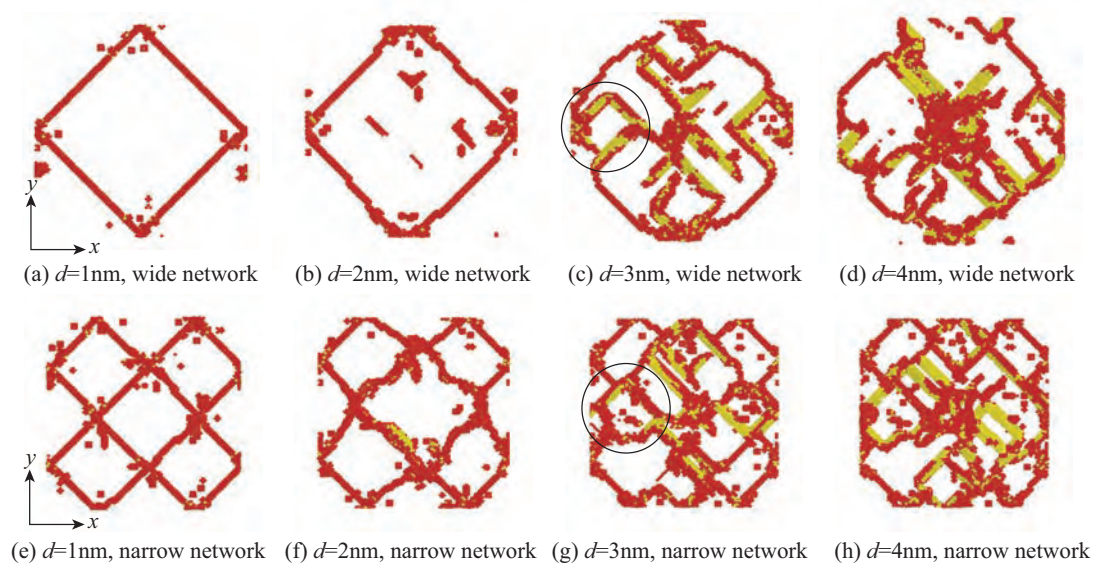 y
x
(a) d=1nm, wide network (b) d=2nm, wide network (c) d=3nm, wide network (d) d=4nm, wide network
y
x
(e) d=1nm, narrow network (f) d=2nm, narrow network (g) d=3nm, narrow network (h) d=4nm, narrow network